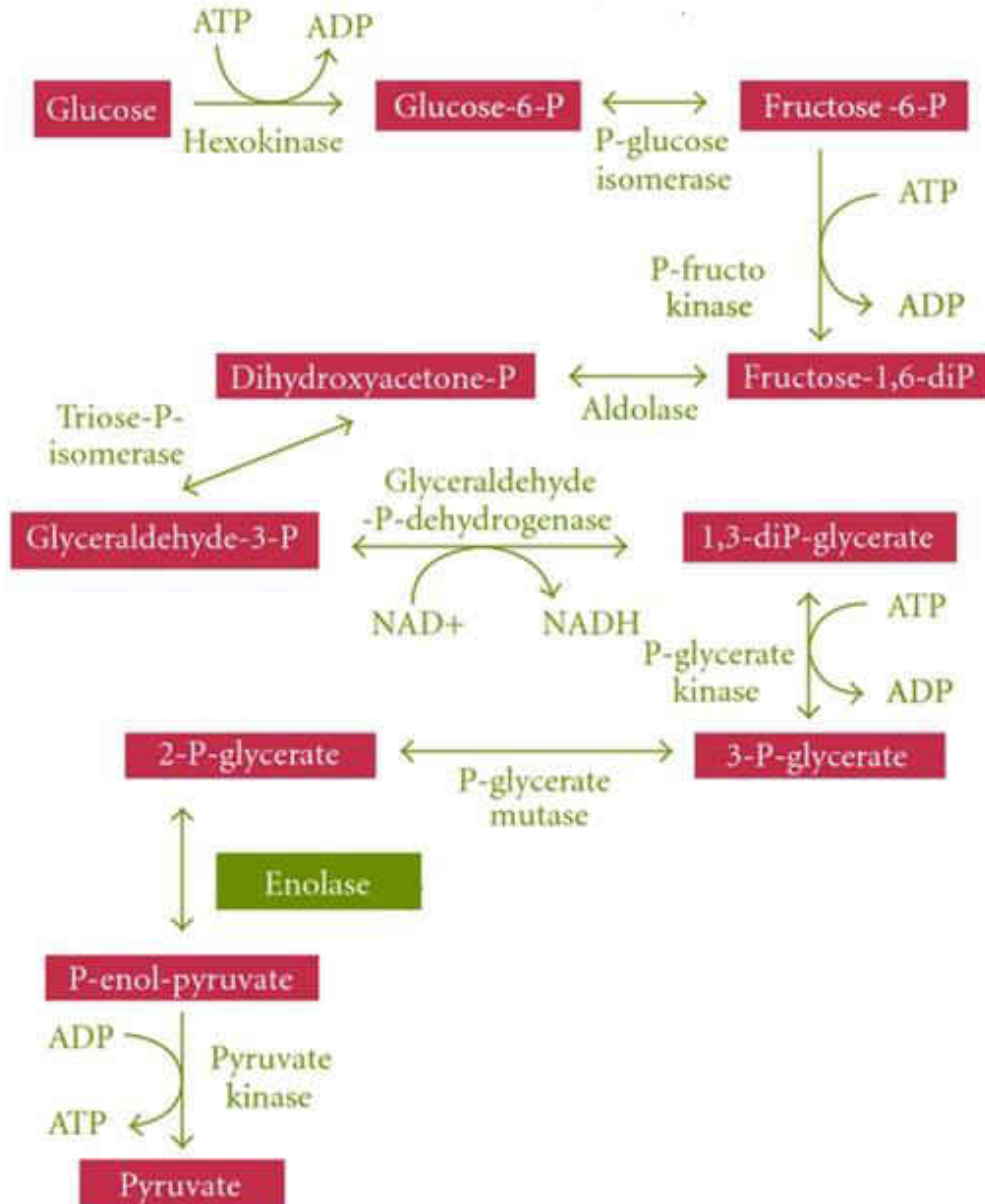 ATP
ADP
Glucose
Glucose-6-P
Fructose -6-P
Hexokinase
P-glucose
isomerase
ATP
P-fructo
kinase
ADP
Dihydroxyacetone-P
Fructose-1,6-diP
Aldolase
Triose-P-
isomerase
Glyceraldehyde
-P-dehydrogenase
Glyceraldehyde-3-P
1,3-diP-glycerate
NAD+
NADH
ATP
P-glycerate
kinase
ADP
2-P-glycerate
3-P-glycerate
P-glycerate
mutase
Enolase
P-enol-pyruvate
ADP
Pyruvate
kinase
ATP
Pyruvate